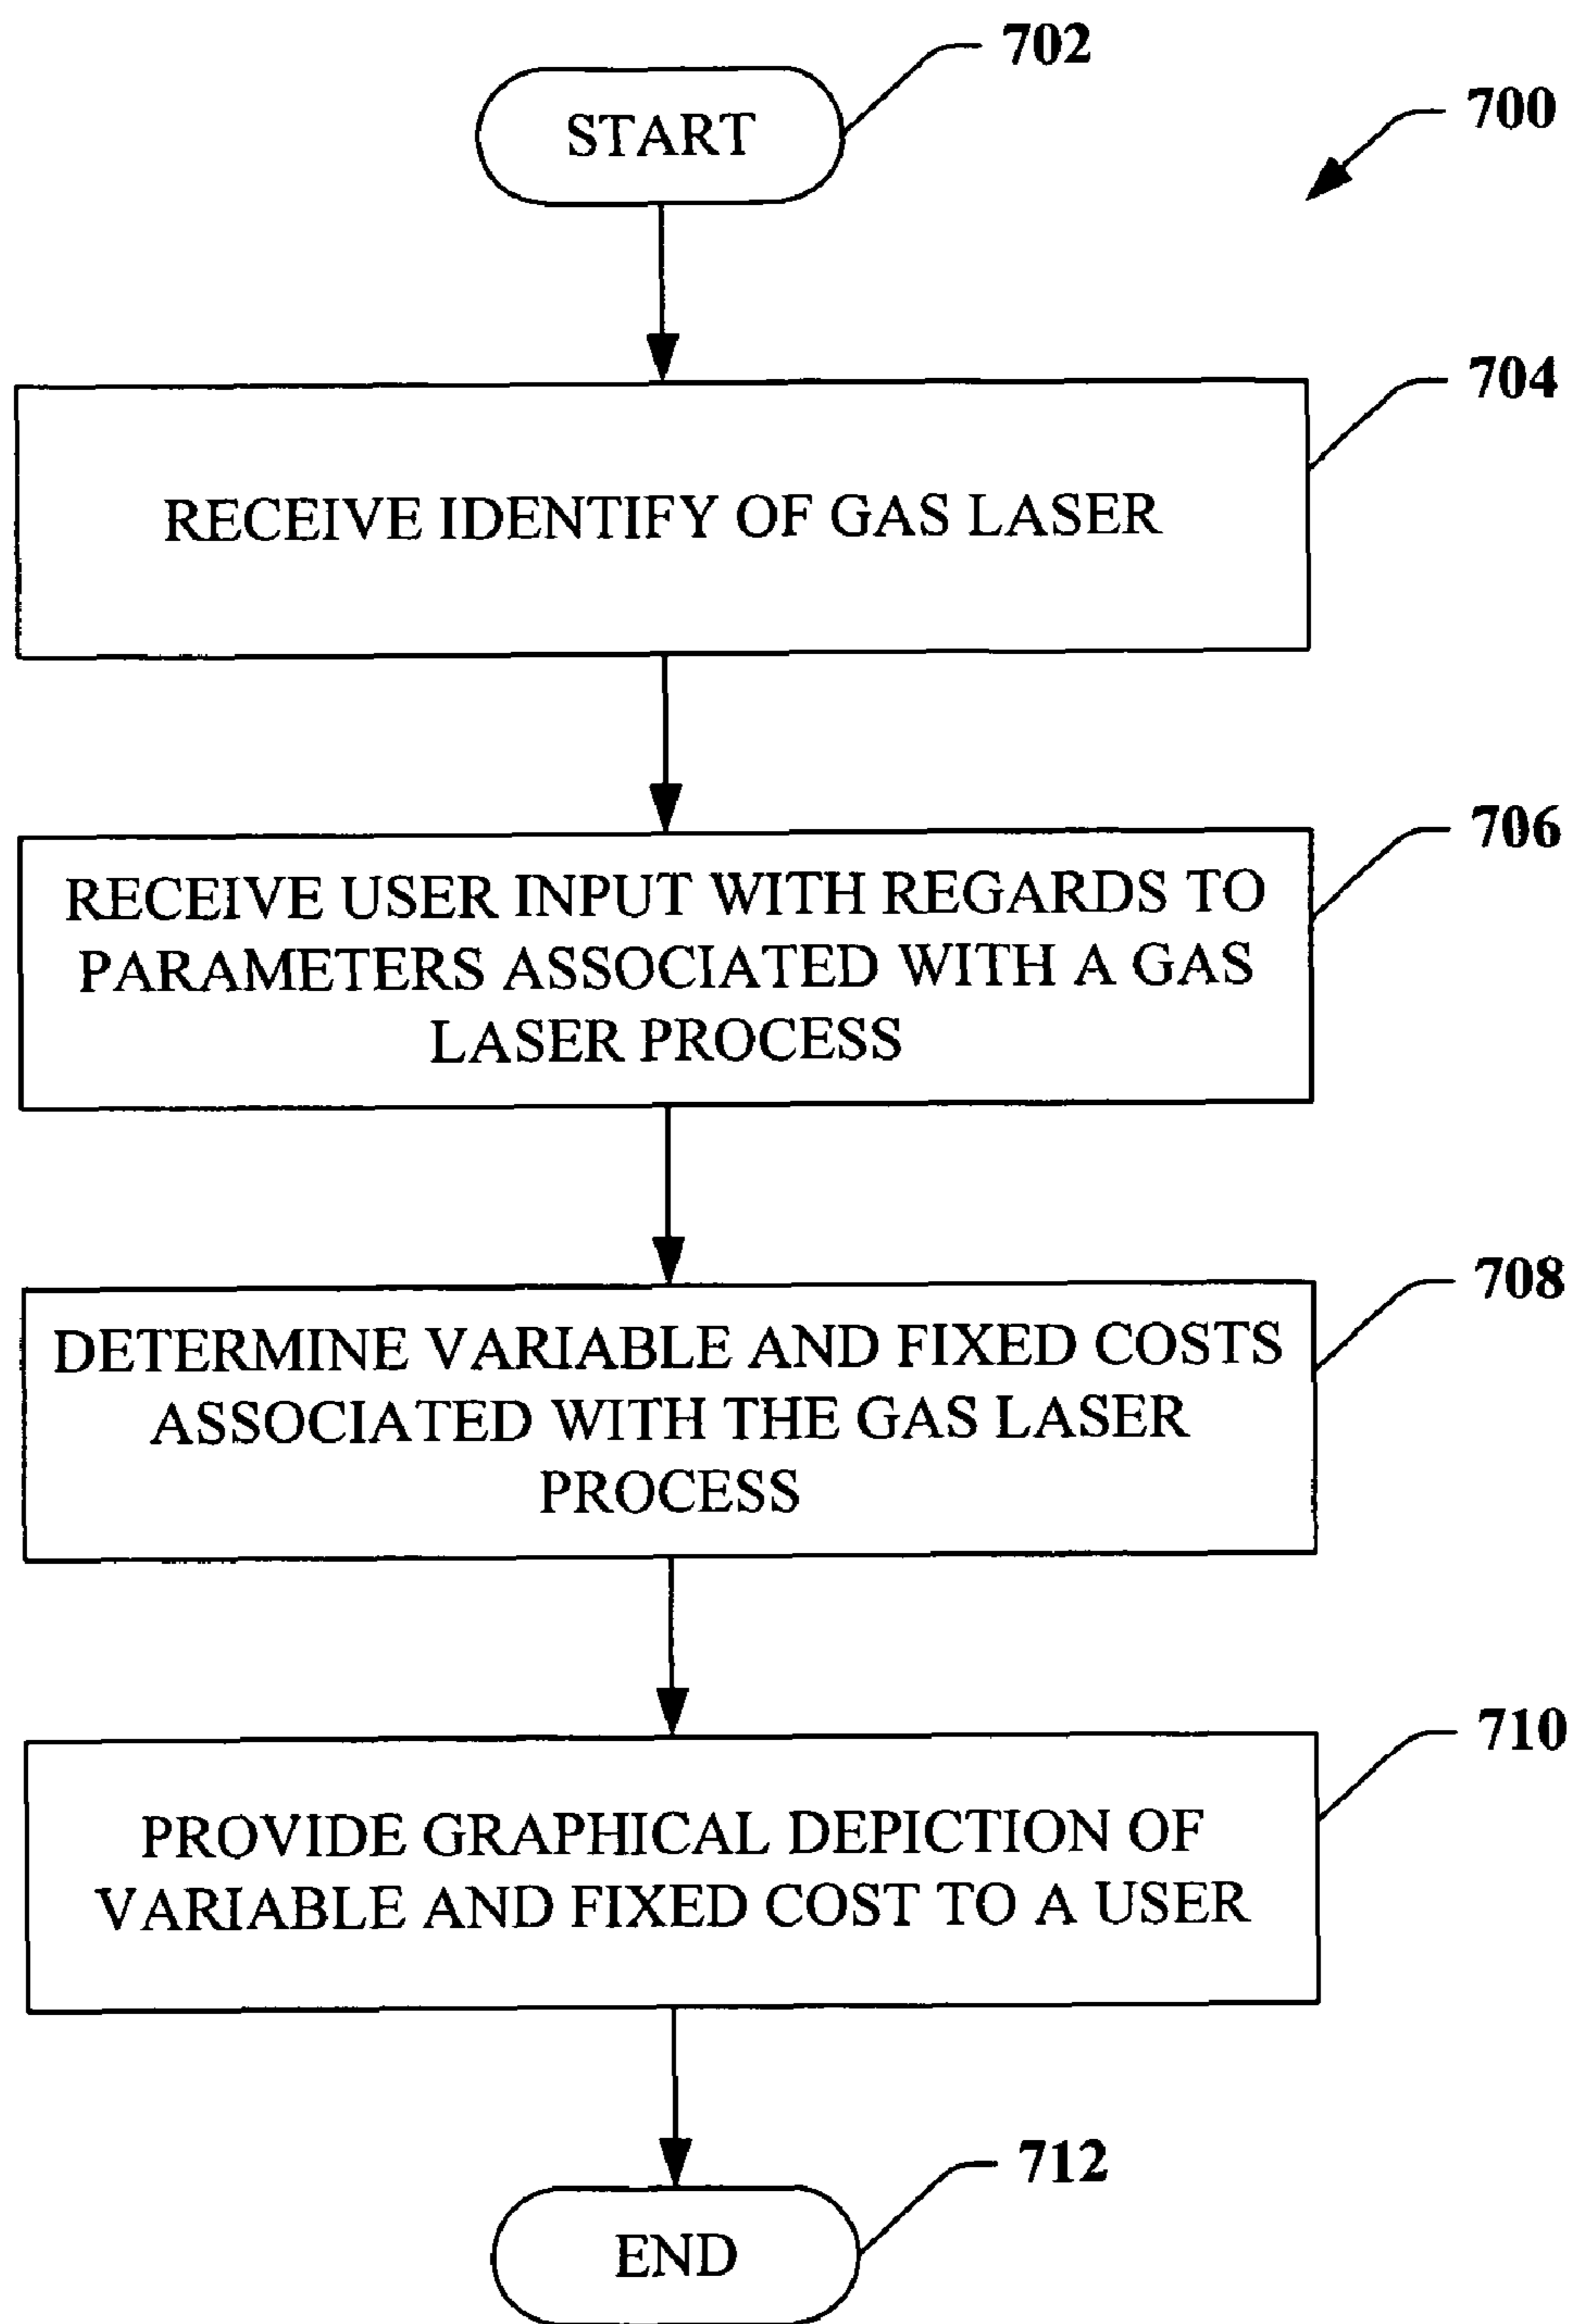 702
START
700
704
RECEIVE IDENTIFY OF GAS LASER
706
RECEIVE USER INPUT WITH REGARDS TO
PARAMETERS ASSOCIATED WITH A GAS
LASER PROCESS
708
DETERMINE VARIABLE AND FIXED COSTS
ASSOCIATED WITH THE GAS LASER
PROCESS
710
PROVIDE GRAPHICAL DEPICTION OF
VARIABLE AND FIXED COST TO A USER
712
END